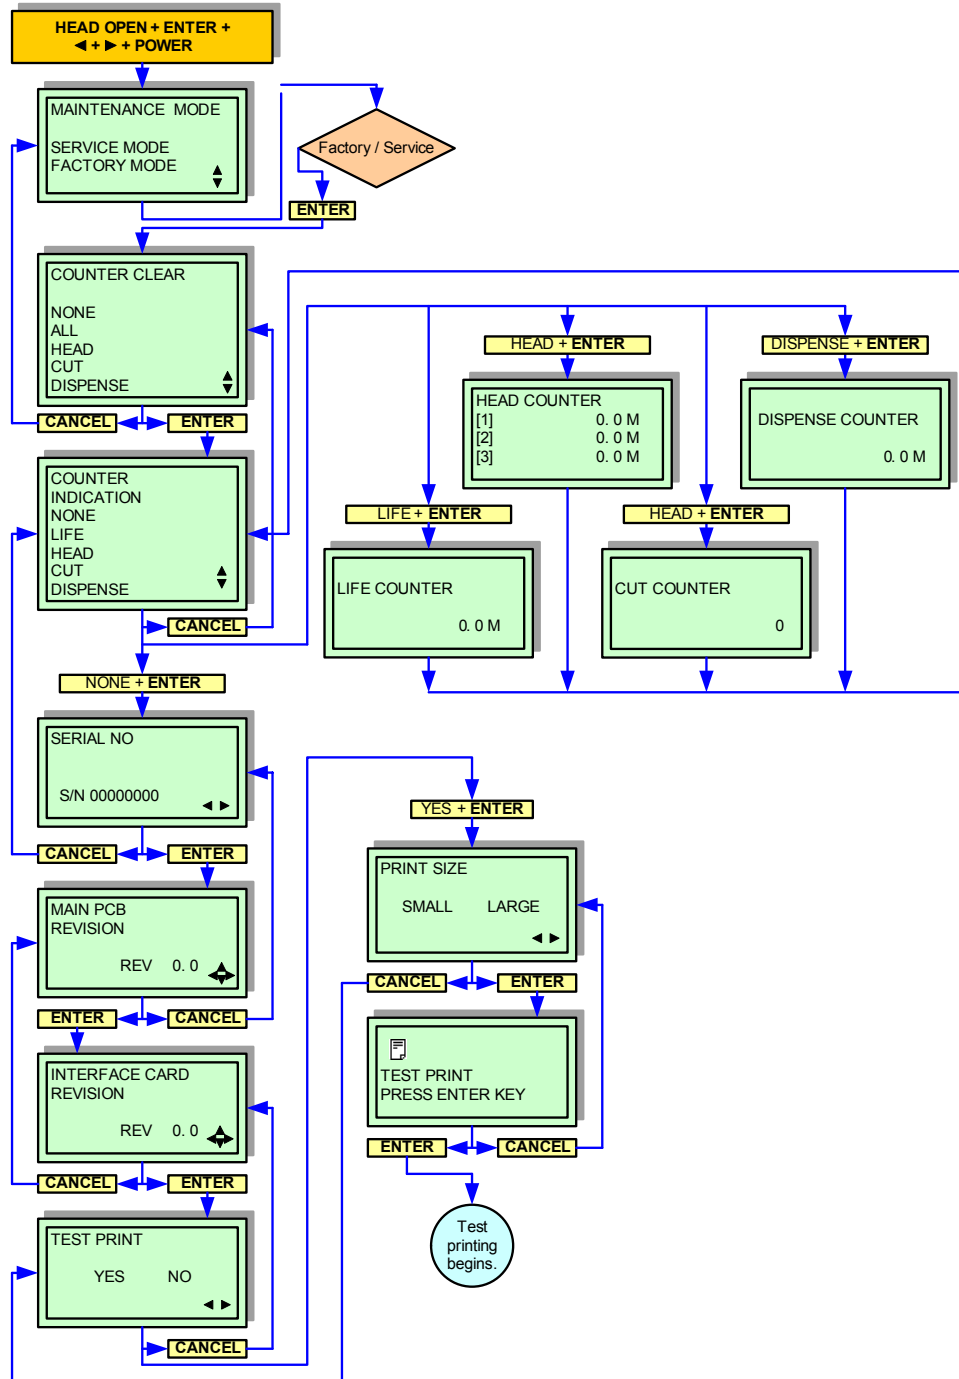 HEAD OPEN + ENTER +
◄ + ► + POWER
MAINTENANCE MODE
SERVICE MODE
FACTORY MODE
Factory / Service
ENTER
COUNTER CLEAR
NONE
ALL
HEAD
CUT
DISPENSE
CANCEL
ENTER
HEAD + ENTER
DISPENSE + ENTER
HEAD COUNTER
[1] 0. 0 M
[2] 0. 0 M
[3] 0. 0 M
DISPENSE COUNTER
0. 0 M
COUNTER
INDICATION
NONE
LIFE
HEAD
CUT
DISPENSE
CANCEL
LIFE + ENTER
HEAD + ENTER
LIFE COUNTER
0. 0 M
CUT COUNTER
0
NONE + ENTER
SERIAL NO
S/N 00000000
CANCEL
ENTER
YES + ENTER
MAIN PCB
REVISION
REV 0. 0
ENTER
CANCEL
PRINT SIZE
SMALL LARGE
CANCEL
ENTER
INTERFACE CARD
REVISION
REV 0. 0
CANCEL
ENTER
TEST PRINT
PRESS ENTER KEY
ENTER
CANCEL
TEST PRINT
YES NO
CANCEL
Test
printing
begins.